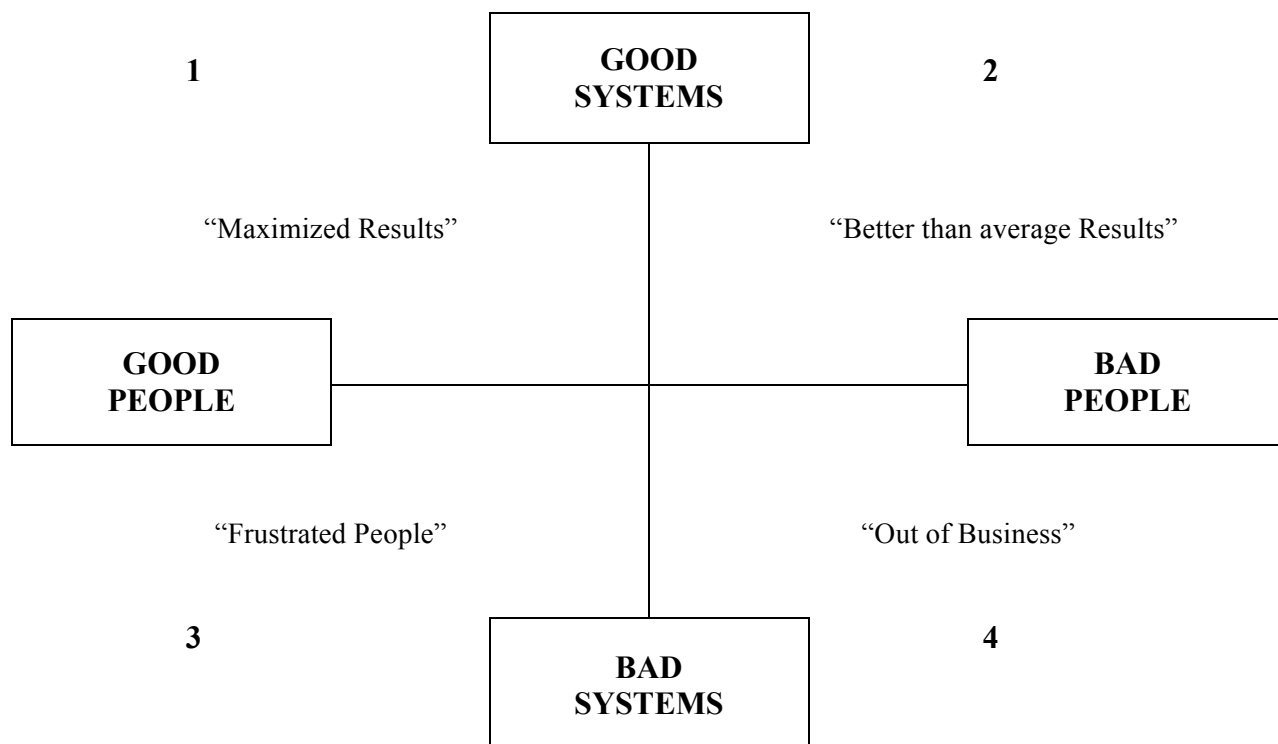 1
GOOD
SYSTEMS
2
“Maximized Results”
“Better than average Results”
GOOD
PEOPLE
BAD
PEOPLE
“Frustrated People”
“Out of Business”
3
BAD
SYSTEMS
4